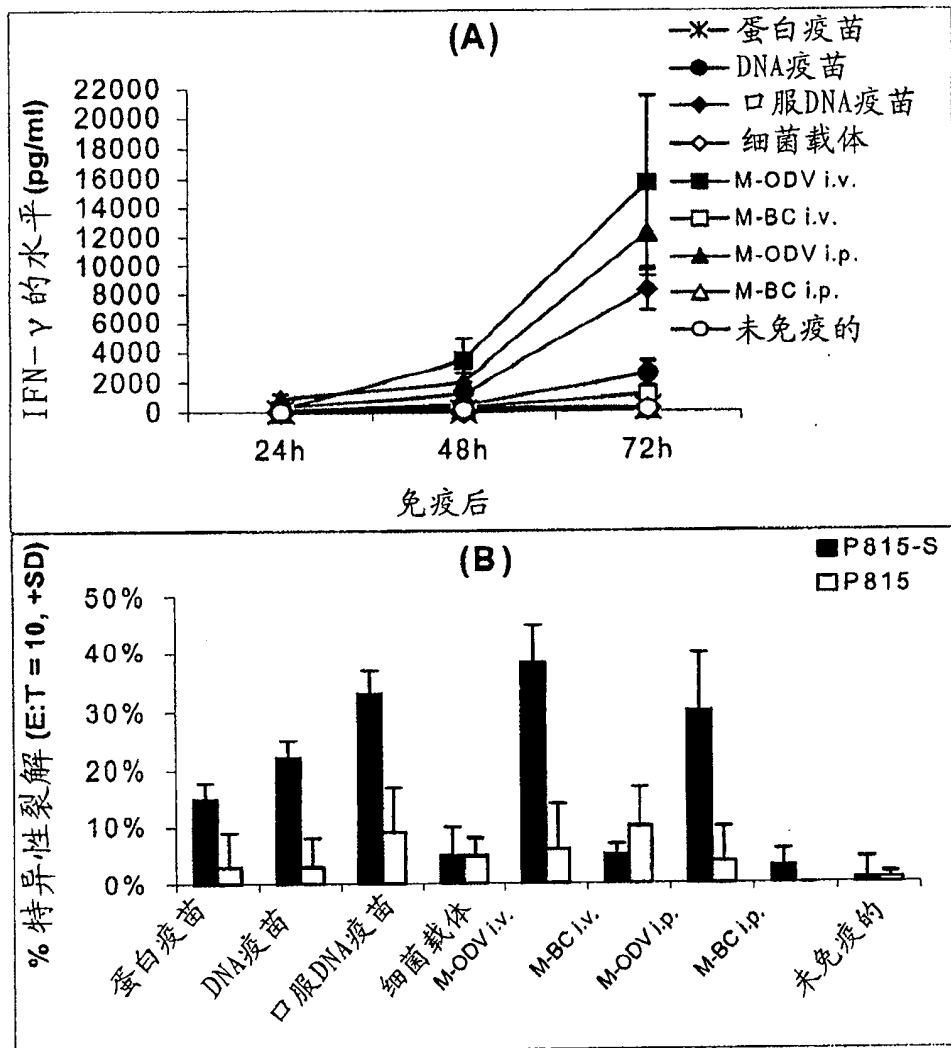 (A)
IFN-γ的水平(pg/ml)
22000
20000
18000
16000
14000
12000
10000
8000
6000
4000
2000
0
24h
48h
72h
免疫后
蛋白疫苗
DNA疫苗
口服DNA疫苗
细菌载体
M-ODV i.v.
M-BC i.v.
M-ODV i.p.
M-BC i.p.
未免疫的
(B)
P815-S
P815
% 特异性裂解 (E:T = 10, +SD)
50%
40%
30%
20%
10%
0%
蛋白疫苗
DNA疫苗
口服DNA疫苗
细菌载体
M-ODV i.v.
M-BC i.v.
M-ODV i.p.
M-BC i.p.
未免疫的